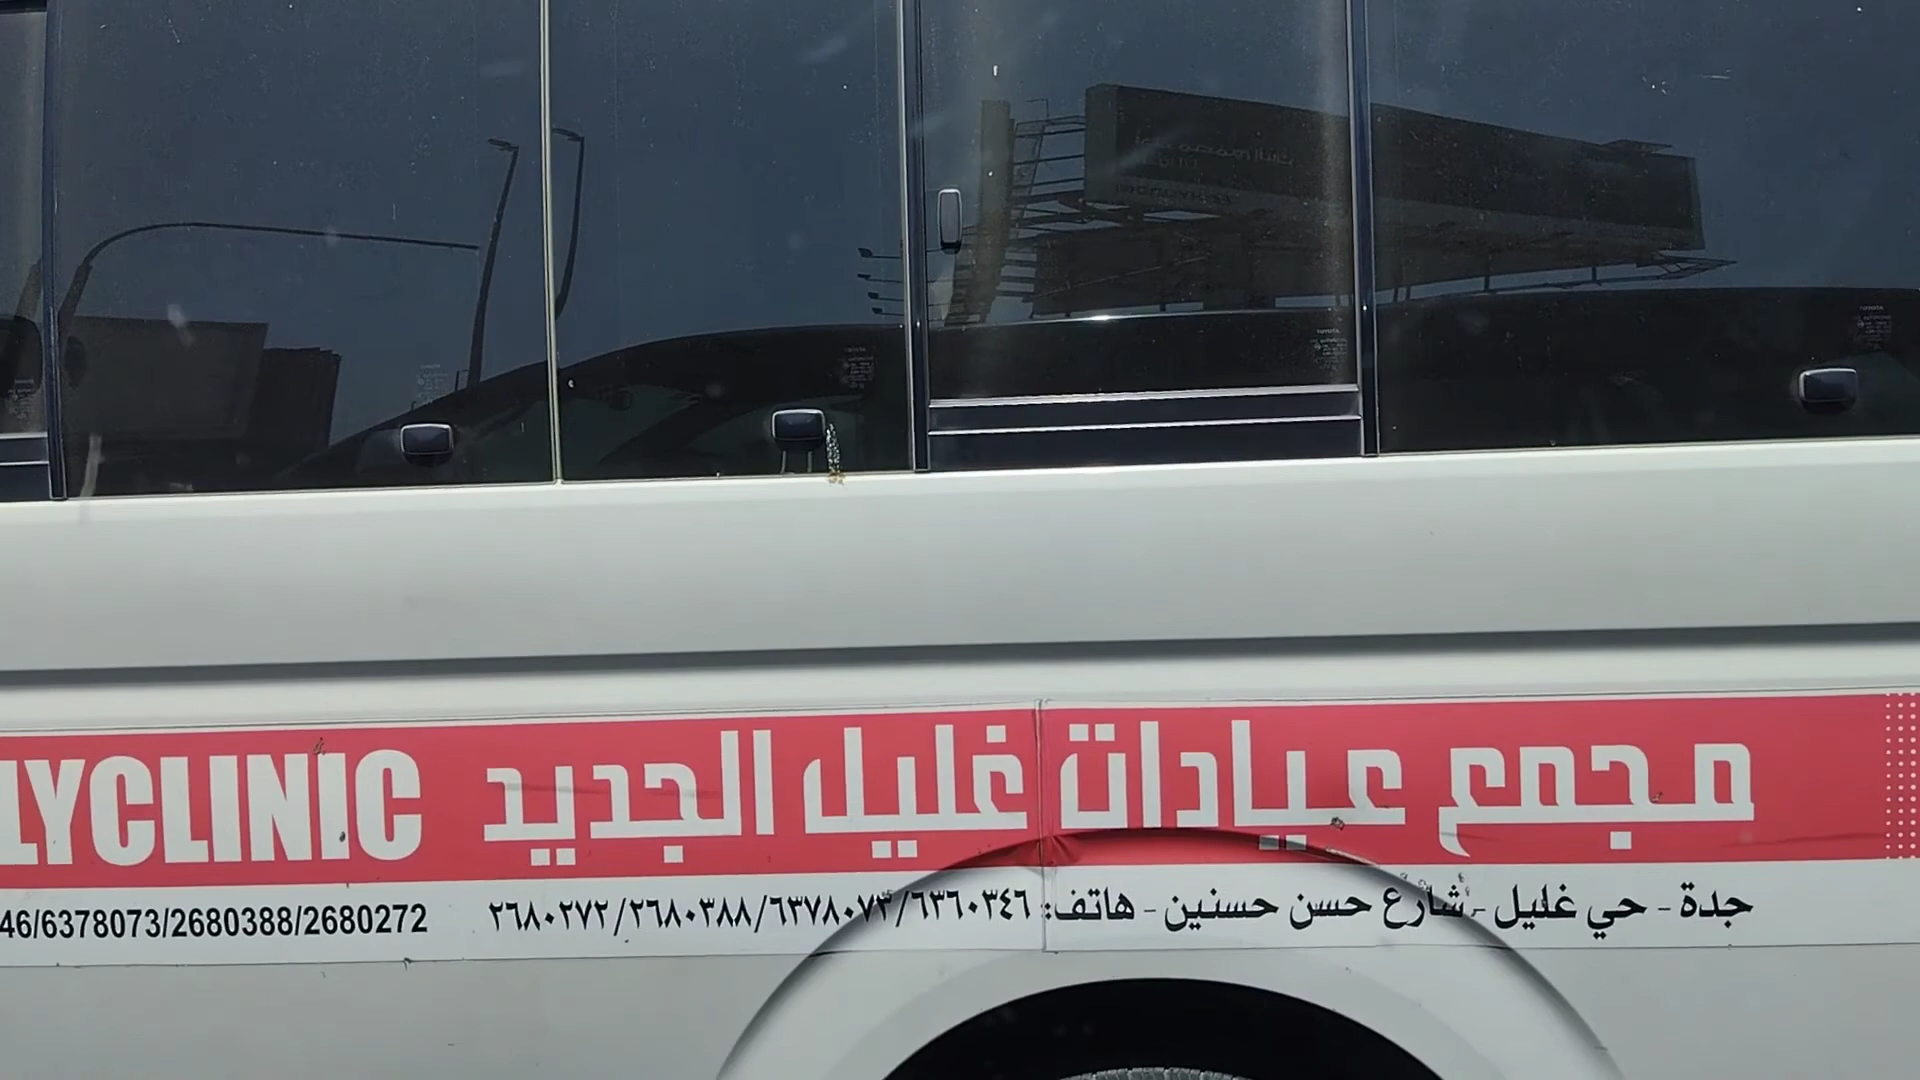 مجمع عيادات غليل الجديد
LYCLINIC
جدة - حي غليل - شارع حسن حسنين - هاتف: ٦٣٦٠٣٤٦/٦٣٧٨٠٧٣/٢٦٨٠٣٨٨/٢٦٨٠٢٧٢
46/6378073/2680388/2680272